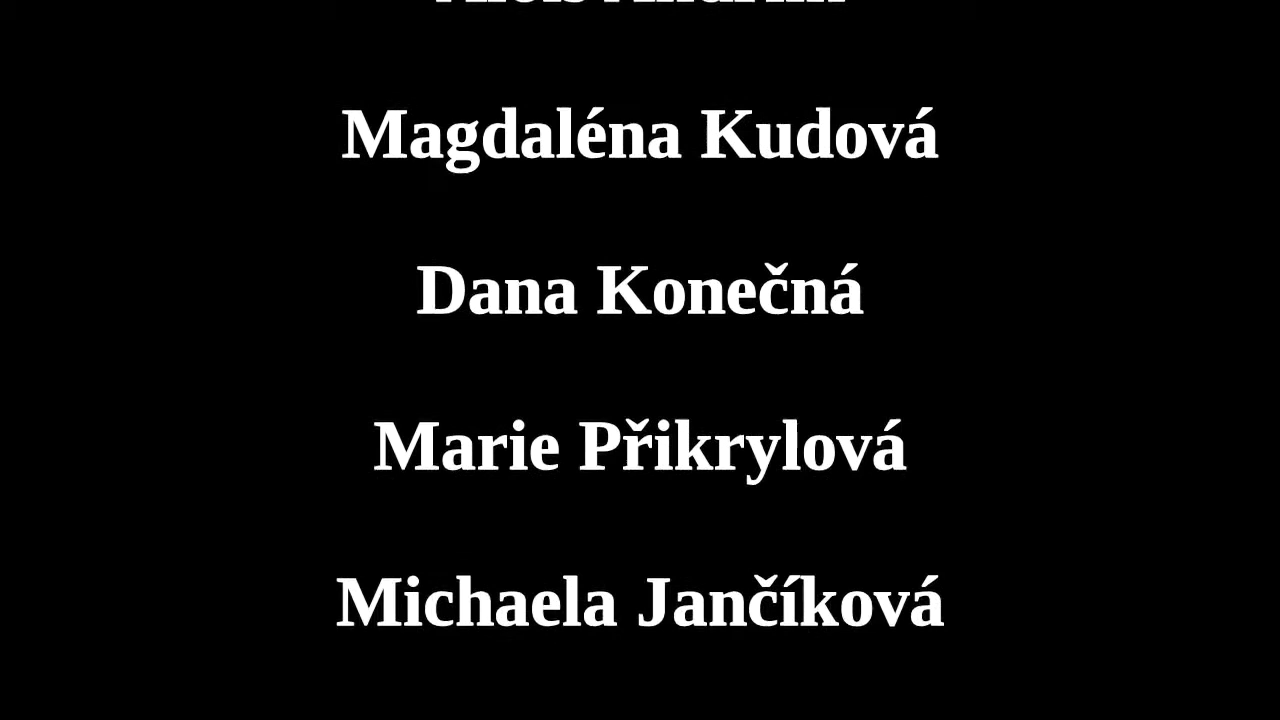 Magdaléna Kudová
Dana Konečná
Marie Přikrylová
Michaela Jančíková